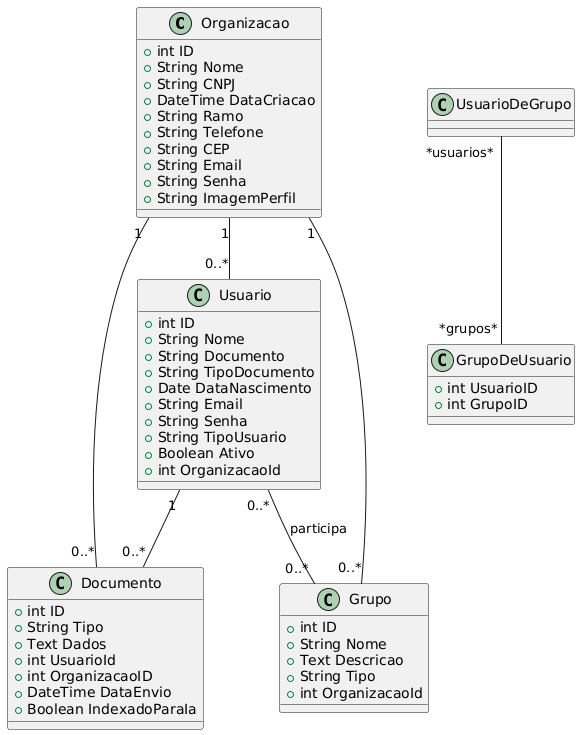 C Organizacao
int ID
String Nome
String CNPJ
DateTime DataCriacao
String Ramo
String Telefone
String CEP
String Email
String Senha
String ImagemPerfil
C UsuarioDeGrupo
1
1
1
*usuarios*
0..*
C Usuario
int ID
String Nome
String Documento
String TipoDocumento
Date DataNascimento
String Email
String Senha
String TipoUsuario
Boolean Ativo
int OrganizacaoId
*grupos*
C GrupoDeUsuario
int UsuarioID
int GrupoID
1
0..*
participa
0..*
0..*
0..*
0..*
C Documento
int ID
String Tipo
Text Dados
int UsuarioId
int OrganizacaoID
DateTime DataEnvio
Boolean IndexadoParaIa
C Grupo
int ID
String Nome
Text Descricao
String Tipo
int OrganizacaoId